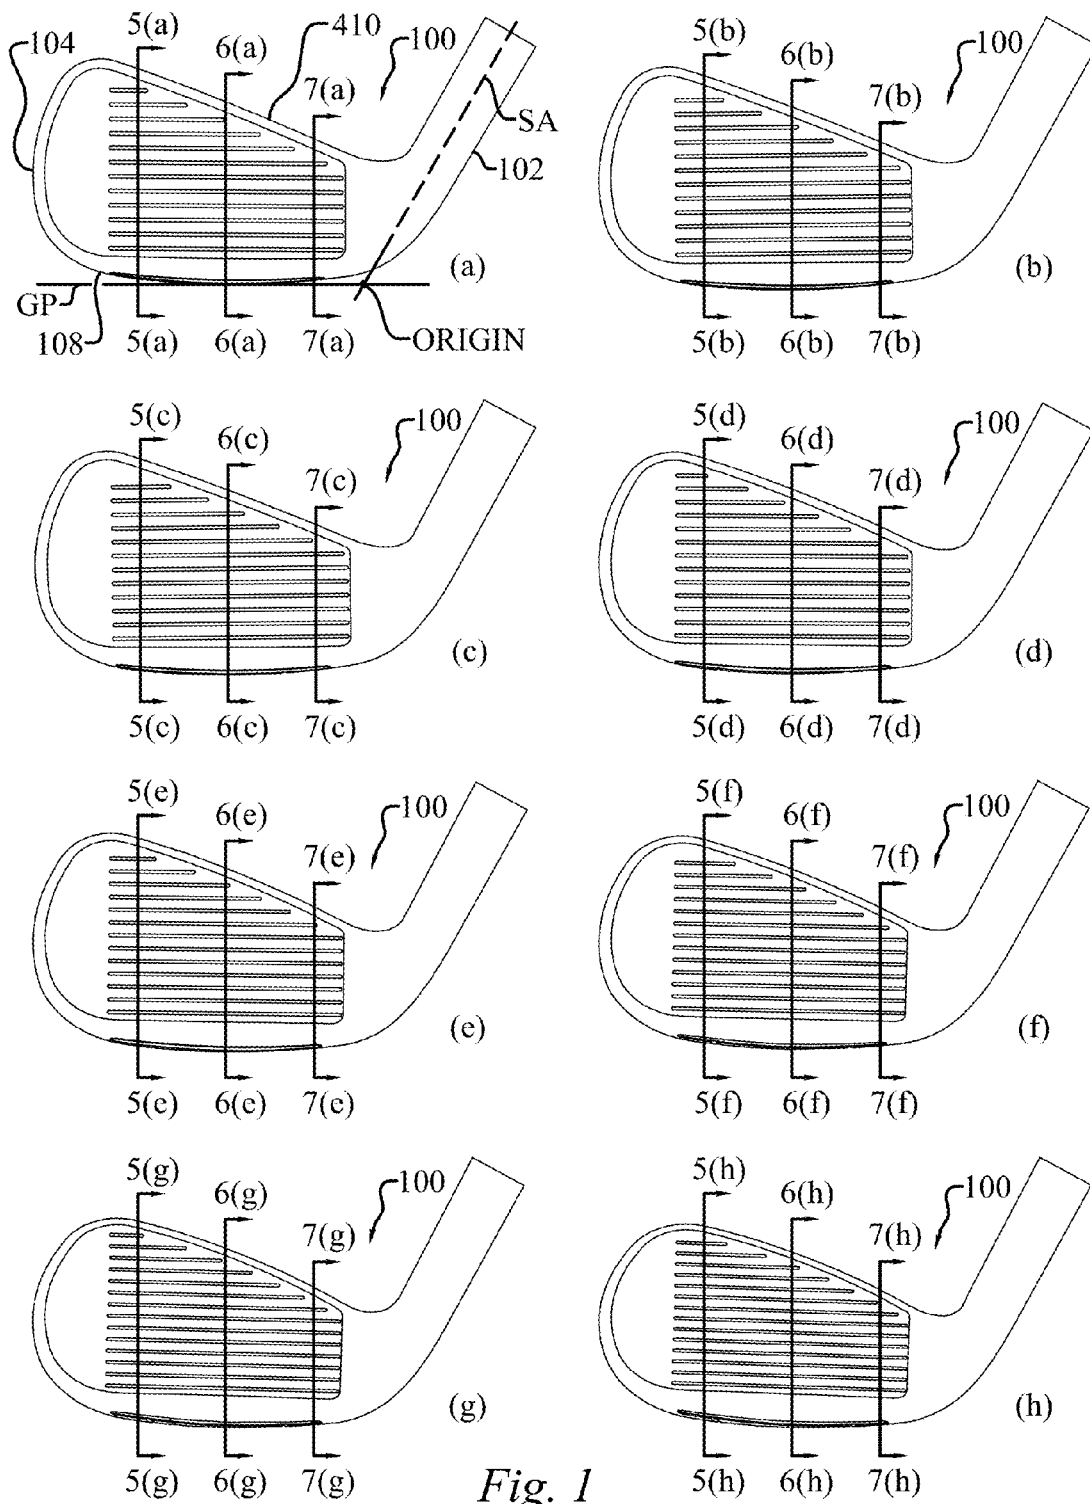 5(a)
104
6(a)
410
100
7(a)
SA
102
(a)
GP
108
5(a)
6(a)
7(a)
ORIGIN
5(b)
6(b)
100
7(b)
(b)
5(b)
6(b)
7(b)
5(c)
6(c)
100
7(c)
(c)
5(c)
6(c)
7(c)
5(d)
6(d)
100
7(d)
(d)
5(d)
6(d)
7(d)
5(e)
6(e)
100
7(e)
(e)
5(e)
6(e)
7(e)
5(f)
6(f)
100
7(f)
(f)
5(f)
6(f)
7(f)
5(g)
6(g)
100
7(g)
(g)
5(g)
6(g)
7(g)
5(h)
6(h)
100
7(h)
(h)
5(h)
6(h)
7(h)
Fig. 1